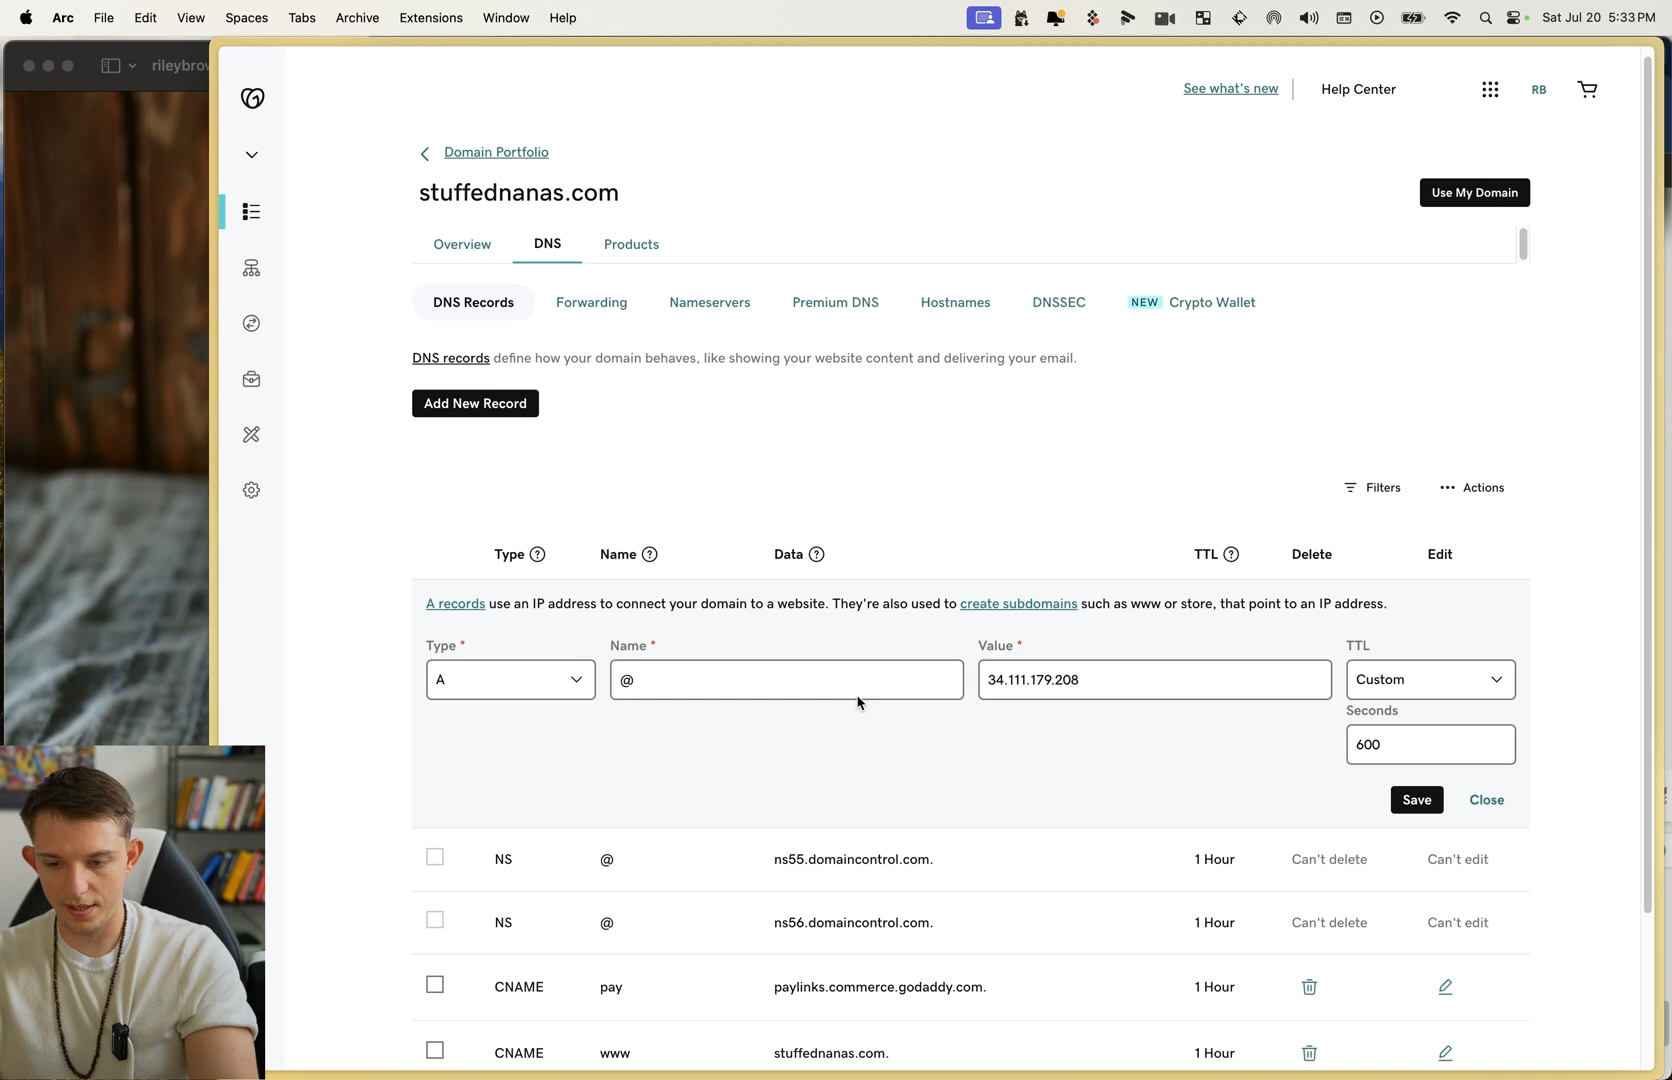 Arc File Edit View Spaces Tabs Archive Extensions Window Help Sat Jul 20 5:33 PM
rileybrow
See what's new Help Center RB
Domain Portfolio
stuffednanas.com Use My Domain
Overview DNS Products
DNS Records Forwarding Nameservers Premium DNS Hostnames DNSSEC NEW Crypto Wallet
DNS records define how your domain behaves, like showing your website content and delivering your email.
Add New Record
Filters ••• Actions
Type ? Name ? Data ? TTL ? Delete Edit
A records use an IP address to connect your domain to a website. They're also used to create subdomains such as www or store, that point to an IP address.
Type * Name * Value * TTL
A @ 34.111.179.208 Custom
Seconds
600
Save Close
NS @ ns55.domaincontrol.com. 1 Hour Can't delete Can't edit
NS @ ns56.domaincontrol.com. 1 Hour Can't delete Can't edit
CNAME pay paylinks.commerce.godaddy.com. 1 Hour
CNAME www stuffednanas.com. 1 Hour